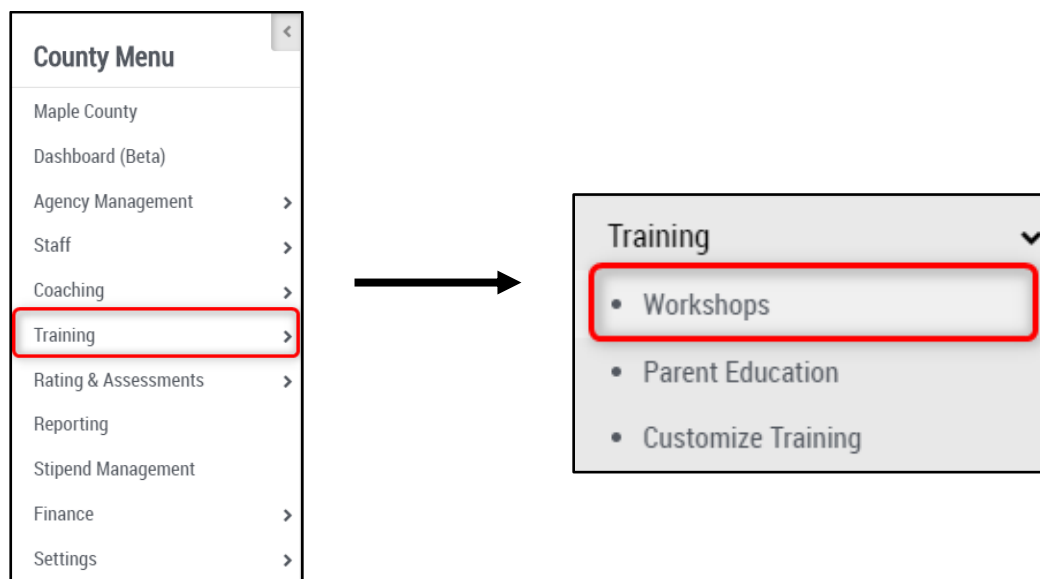 County Menu
Maple County
Dashboard (Beta)
Agency Management
Staff
Coaching
Training
Rating & Assessments
Reporting
Stipend Management
Finance
Settings
Training
Workshops
Parent Education
Customize Training